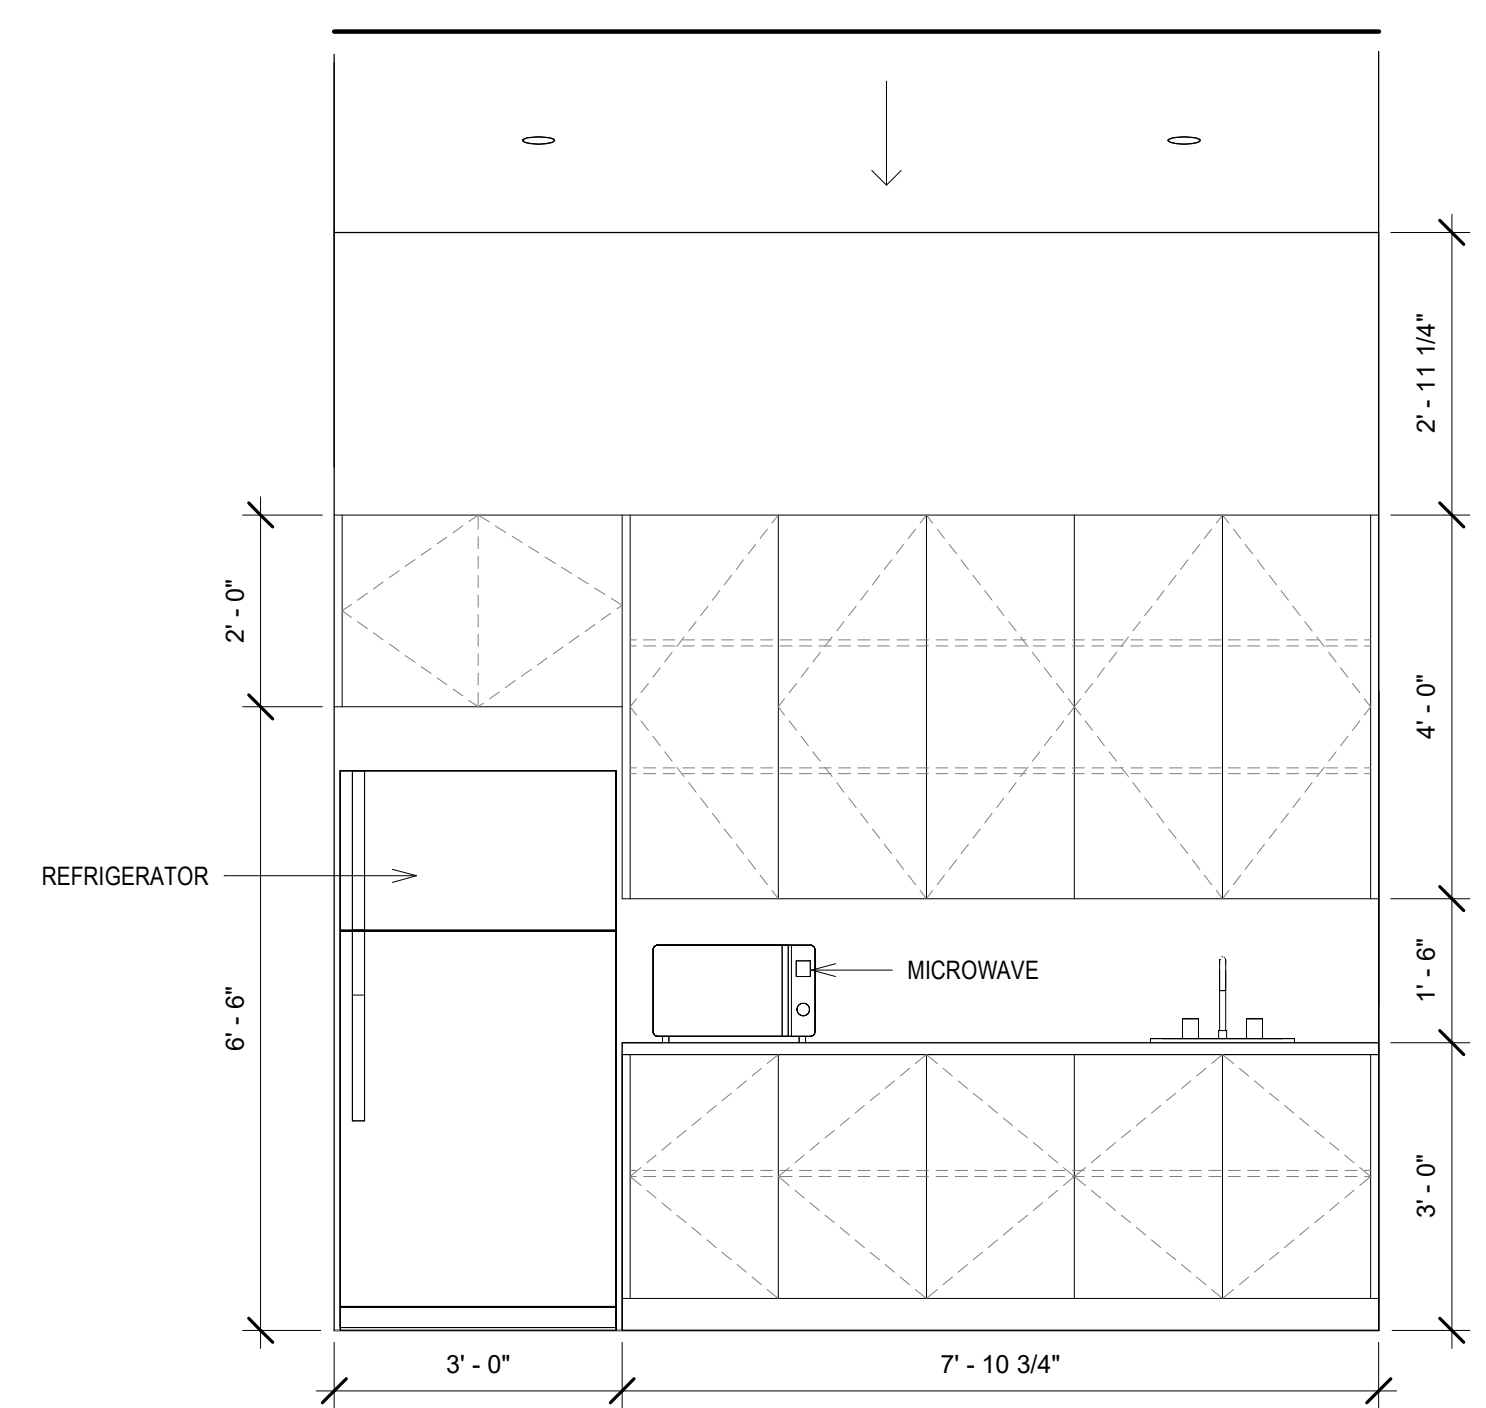 2' - 11 1/4"
2' - 0"
4' - 0"
REFRIGERATOR
MICROWAVE
1' - 6"
6' - 6"
3' - 0"
3' - 0"
7' - 10 3/4"